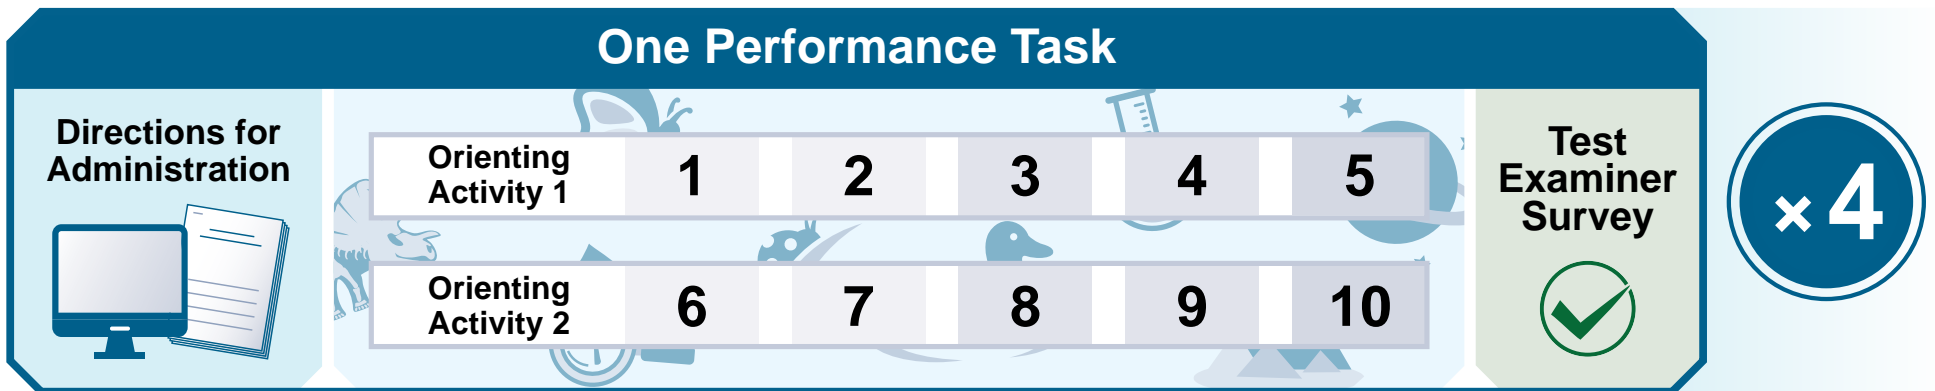 One Performance Task
Directions for
Administration
Orienting
Activity 1
1
2
3
4
5
Orienting
Activity 2
6
7
8
9
10
Test
Examiner
Survey
× 4